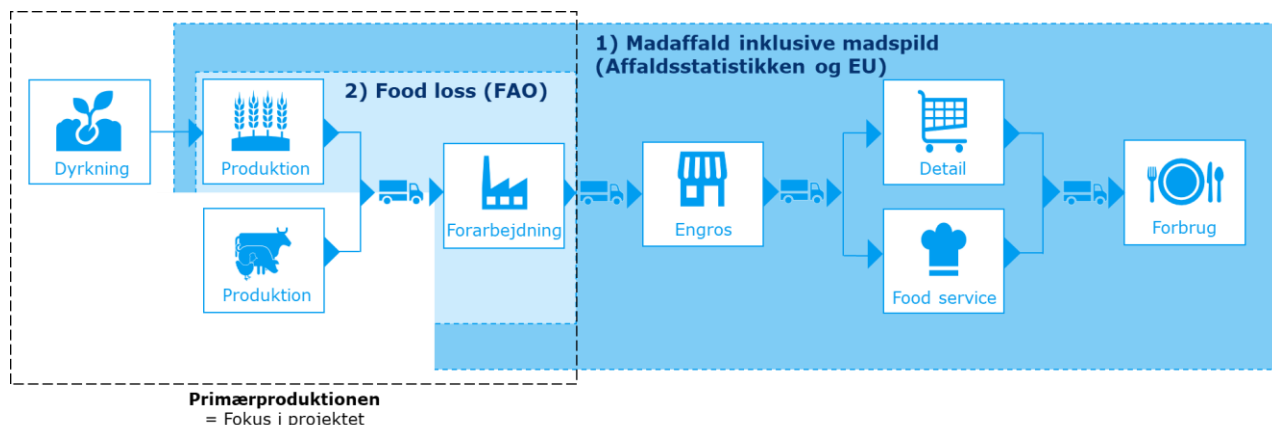 1) Madaffald inklusive madspild
(Affaldsstatistikken og EU)
2) Food loss (FAO)
Dyrkning
Produktion
Produktion
Forarbejdning
Engros
Detail
Food service
Forbrug
Primærproduktionen
= Fokus i projektet